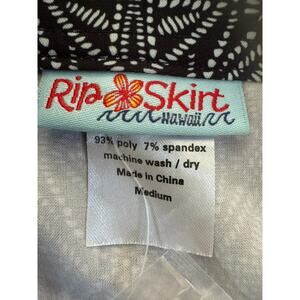 Rip Skirt
Hawaii
93% poly 7% spandex
machine wash / dry
Made in China
Medium